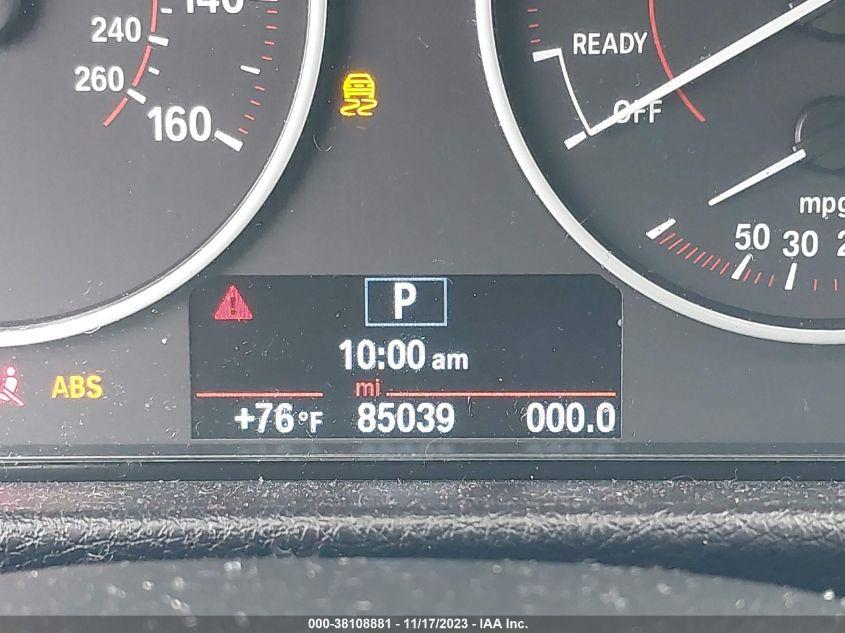 140
240
260
160
READY
OFF
mpg
50 30
P
10:00 am
ABS
mi
+76°F 85039 000.0
000-38108881 - 11/17/2023 - IAA Inc.